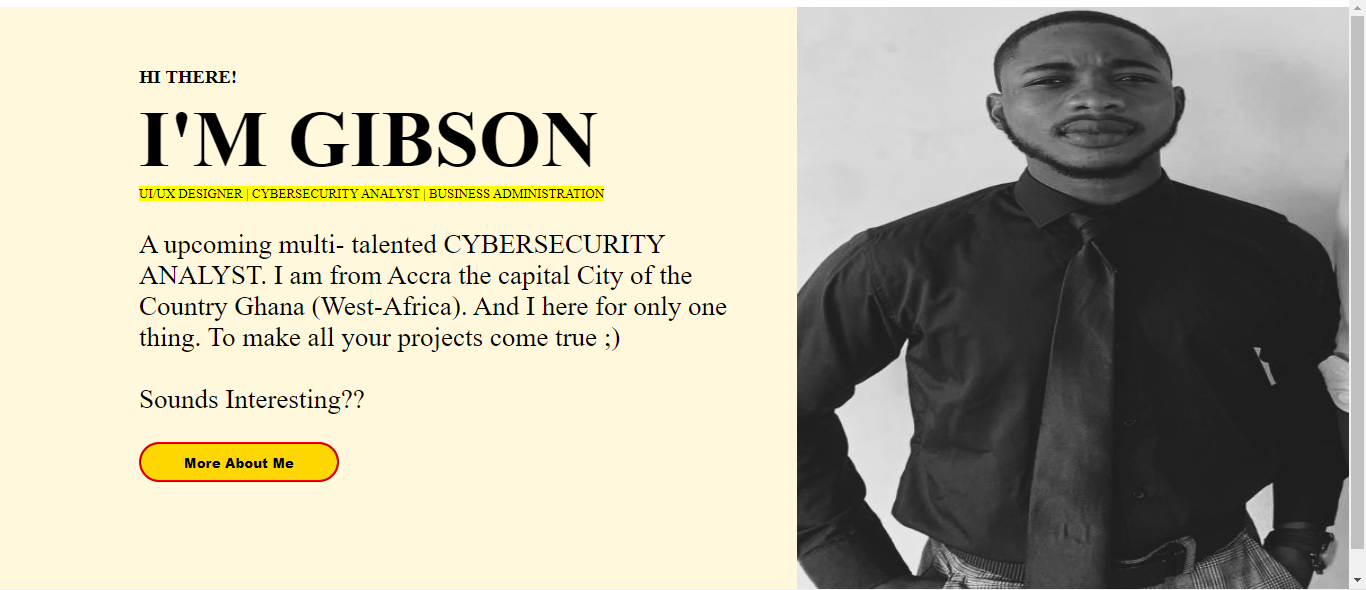 HI THERE!
I'M GIBSON
UI/UX DESIGNER | CYBERSECURITY ANALYST | BUSINESS ADMINISTRATION
A upcoming multi- talented CYBERSECURITY
ANALYST. I am from Accra the capital City of the
Country Ghana (West-Africa). And I here for only one
thing. To make all your projects come true ;)
Sounds Interesting??
More About Me